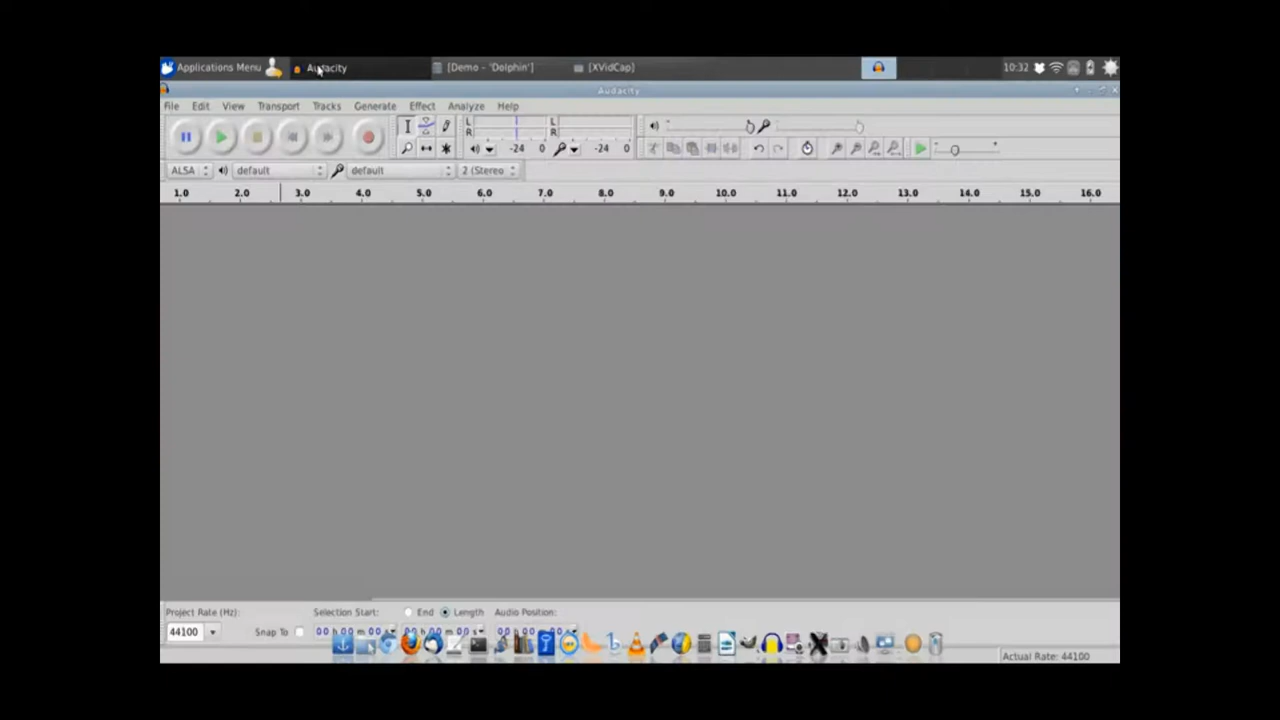 Applications Menu Audacity [Demo - 'Dolphin'] [XVidCap] 10:32
Audacity
File Edit View Transport Tracks Generate Effect Analyze Help
L L
R R
-24 0 -24 0
ALSA default default 2 (Stereo
1.0 2.0 3.0 4.0 5.0 6.0 7.0 8.0 9.0 10.0 11.0 12.0 13.0 14.0 15.0 16.0
Project Rate (Hz): Selection Start: End Length Audio Position:
44100 Snap To 00 h 00 m 00 s
Actual Rate: 44100